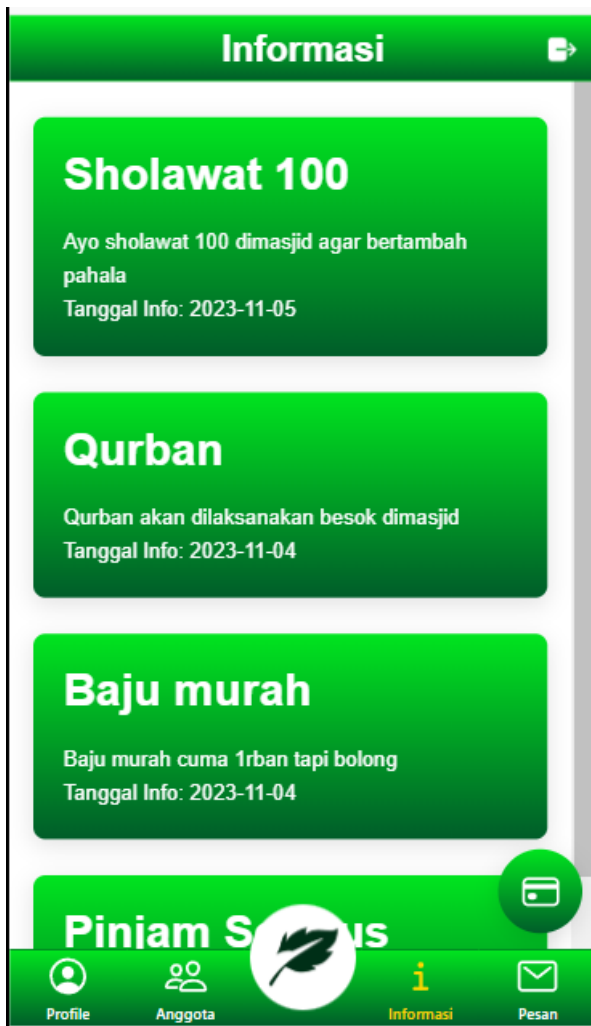 Informasi
Sholawat 100
Ayo sholawat 100 dimasjid agar bertambah
pahala
Tanggal Info: 2023-11-05
Qurban
Qurban akan dilaksanakan besok dimasjid
Tanggal Info: 2023-11-04
Baju murah
Baju murah cuma 1rban tapi bolong
Tanggal Info: 2023-11-04
Pinjam
Profile
Anggota
Informasi
Pesan